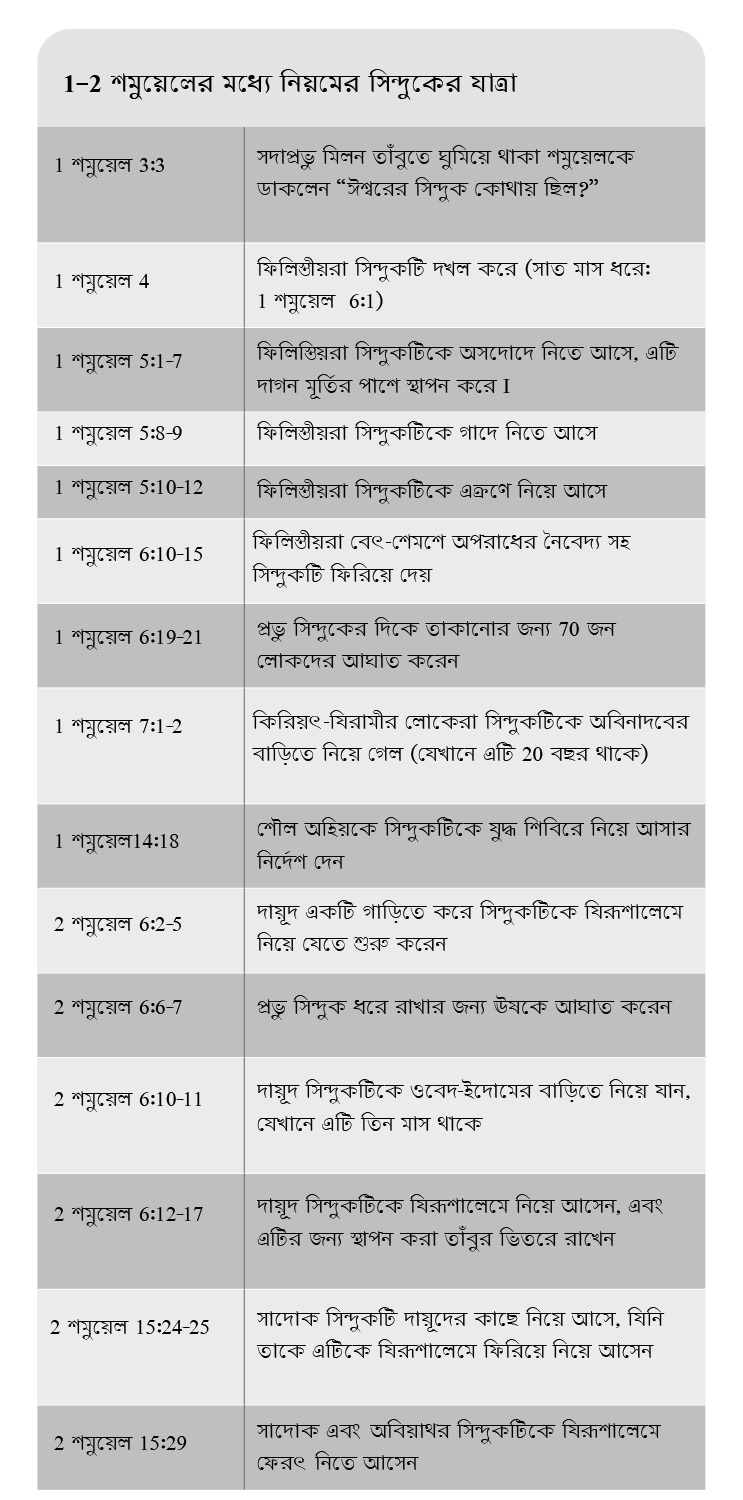 1–2 শমুয়েলের মধ্যে নিয়মের সিন্দুকের যাত্রা
1 শমুয়েল 3:3
সদাপ্রভু মিলন তাঁবুতে ঘুমিয়ে থাকা শমুয়েলকে
ডাকলেন “ঈশ্বরের সিন্দুক কোথায় ছিল?”
1 শমুয়েল 4
ফিলিস্তীয়রা সিন্দুকটি দখল করে (সাত মাস ধরে:
1 শমুয়েল 6:1)
1 শমুয়েল 5:1-7
ফিলিস্তিয়রা সিন্দুকটিকে অসদোদে নিতে আসে, এটি
দাগন মূর্তির পাশে স্থাপন করে I
1 শমুয়েল 5:8-9
ফিলিস্তীয়রা সিন্দুকটিকে গাদে নিতে আসে
1 শমুয়েল 5:10-12
ফিলিস্তীয়রা সিন্দুকটিকে এক্রণে নিয়ে আসে
1 শমুয়েল 6:10-15
ফিলিস্তীয়রা বেৎ-শেমশে অপরাধের নৈবেদ্য সহ
সিন্দুকটি ফিরিয়ে দেয়
1 শমুয়েল 6:19-21
প্রভু সিন্দুকের দিকে তাকানোর জন্য 70 জন
লোকদের আঘাত করেন
1 শমুয়েল 7:1-2
কিরিয়ৎ-যিরামীর লোকেরা সিন্দুকটিকে অবিনাদবের
বাড়িতে নিয়ে গেল (যেখানে এটি 20 বছর থাকে)
1 শমুয়েল14:18
শৌল অহিয়কে সিন্দুকটিকে যুদ্ধ শিবিরে নিয়ে আসার
নির্দেশ দেন
2 শমুয়েল 6:2-5
দায়ূদ একটি গাড়িতে করে সিন্দুকটিকে যিরূশালেমে
নিয়ে যেতে শুরু করেন
2 শমুয়েল 6:6-7
প্রভু সিন্দুক ধরে রাখার জন্য ঊষকে আঘাত করেন
2 শমুয়েল 6:10-11
দায়ূদ সিন্দুকটিকে ওবেদ-ইদোমের বাড়িতে নিয়ে যান,
যেখানে এটি তিন মাস থাকে
2 শমুয়েল 6:12-17
দায়ূদ সিন্দুকটিকে যিরূশালেমে নিয়ে আসেন, এবং
এটির জন্য স্থাপন করা তাঁবুর ভিতরে রাখেন
2 শমুয়েল 15:24-25
সাদোক সিন্দুকটি দায়ূদের কাছে নিয়ে আসে, যিনি
তাকে এটিকে যিরূশালেমে ফিরিয়ে নিয়ে আসেন
2 শমুয়েল 15:29
সাদোক এবং অবিয়াথর সিন্দুকটিকে যিরূশালেমে
ফেরৎ নিতে আসেন